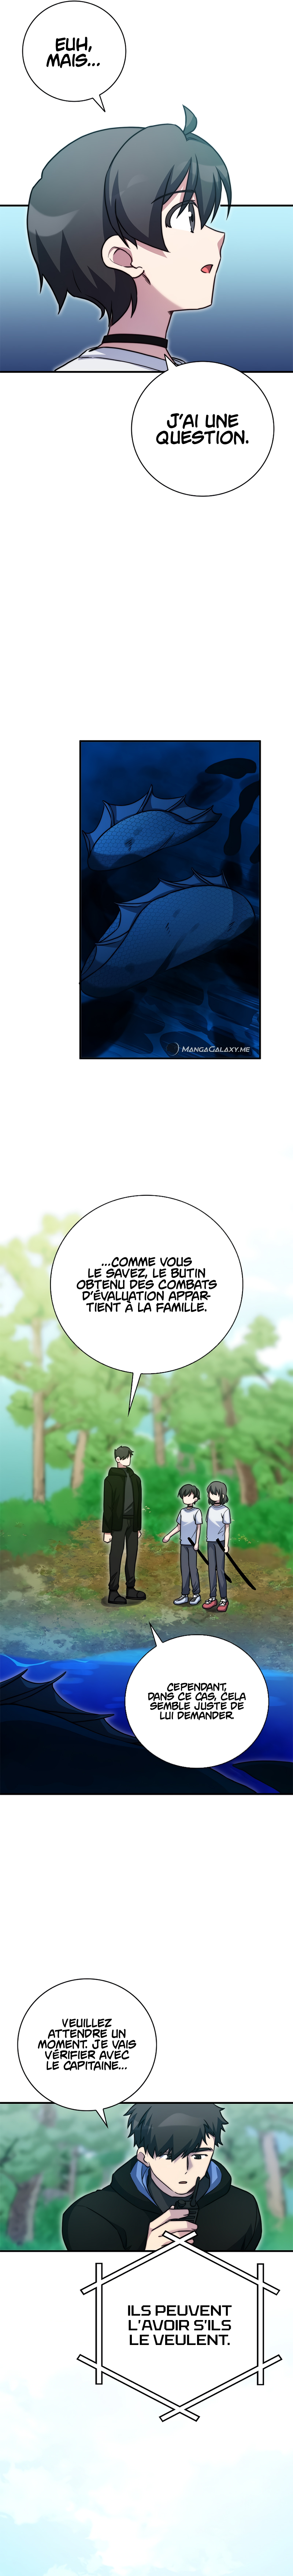 EUH,
MAIS...
J'AI UNE
QUESTION.
MANGAGALAXY.ME
...COMME VOUS
LE SAVEZ, LE BUTIN
OBTENU DES COMBATS
D'ÉVALUATION APPAR-
TIENT À LA FAMILLE.
CEPENDANT,
DANS CE CAS, CELA
SEMBLE JUSTE DE
LUI DEMANDER.
VEUILLEZ
ATTENDRE UN
MOMENT. JE VAIS
VÉRIFIER AVEC
LE CAPITAINE...
ILS PEUVENT
L'AVOIR S'ILS
LE VEULENT.